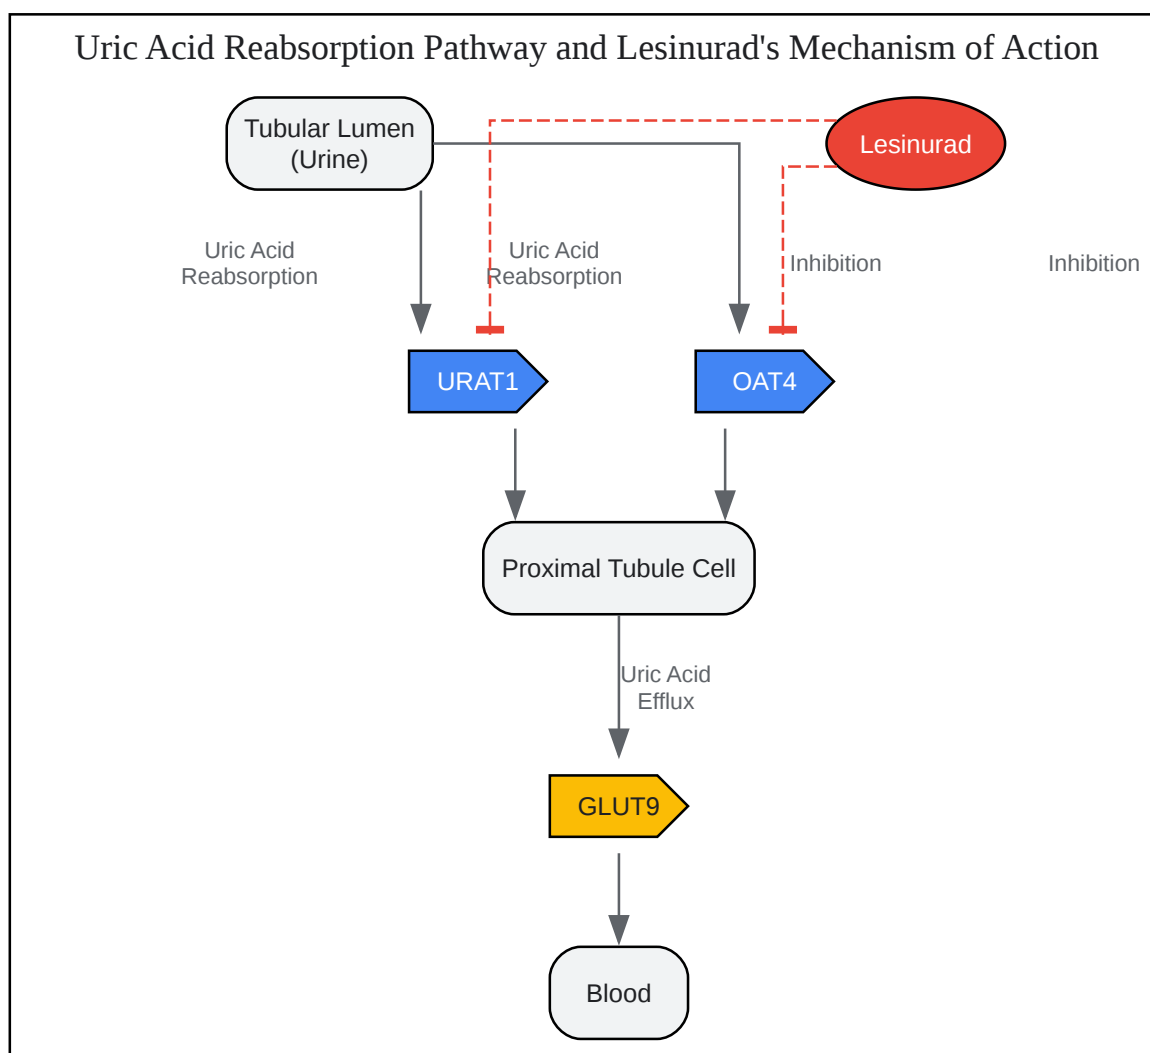 Uric Acid Reabsorption Pathway and Lesinurad's Mechanism of Action
Tubular Lumen
(Urine)
Lesinurad
Uric Acid
Reabsorption
Uric Acid
Reabsorption
Inhibition
Inhibition
URAT1
OAT4
Proximal Tubule Cell
Uric Acid
Efflux
GLUT9
Blood